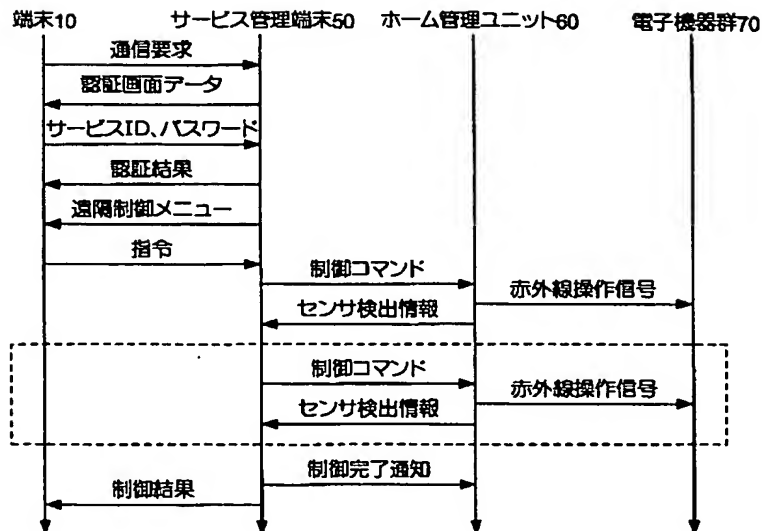 端末10
サービス管理端末50
ホーム管理ユニット60
電子機器群70
通信要求
認証画面データ
サービスID、パスワード
認証結果
遠隔制御メニュー
指令
制御コマンド
赤外線操作信号
センサ検出情報
制御コマンド
赤外線操作信号
センサ検出情報
制御完了通知
制御結果